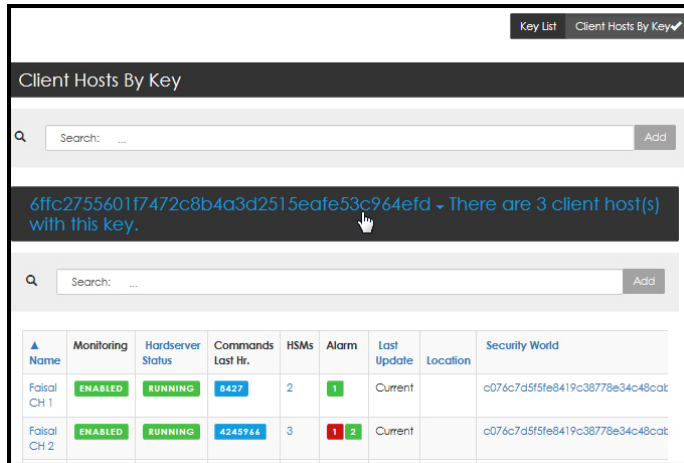 Key List Client Hosts By Key✔
Client Hosts By Key
Search: ... Add
6ffc2755601f7472c8b4a3d2515eafe53c964efd There are 3 client host(s)
with this key.
Search: ... Add
▲ Name Monitoring Hardserver Status Commands Last Hr. HSMs Alarm Last Update Location Security World
Faisal CH 1 ENABLED RUNNING 8427 2 1 Current c076c7d5f5fe8419c38778e34c48cab
Faisal CH 2 ENABLED RUNNING 4245966 3 1 2 Current c076c7d5f5fe8419c38778e34c48cab